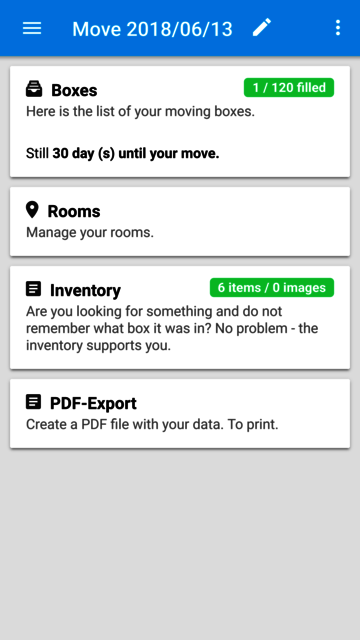 Move 2018/06/13
Boxes
1 / 120 filled
Here is the list of your moving boxes.
Still 30 day (s) until your move.
Rooms
Manage your rooms.
Inventory
6 items / 0 images
Are you looking for something and do not
remember what box it was in? No problem - the
inventory supports you.
PDF-Export
Create a PDF file with your data. To print.